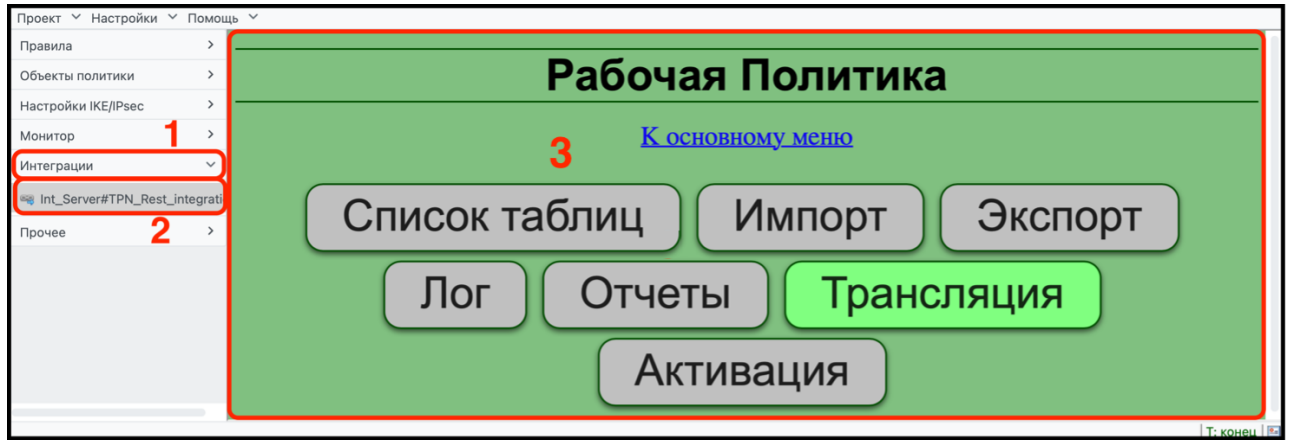 Проект Настройки Помощь
Правила
Объекты политики
Настройки IKE/IPsec
Монитор
1
Интеграции
Int_Server#TPN_Rest_integrati
Прочее
2
Рабочая Политика
К основному меню
3
Список таблиц Импорт Экспорт
Лог Отчеты Трансляция
Активация
Т: конец